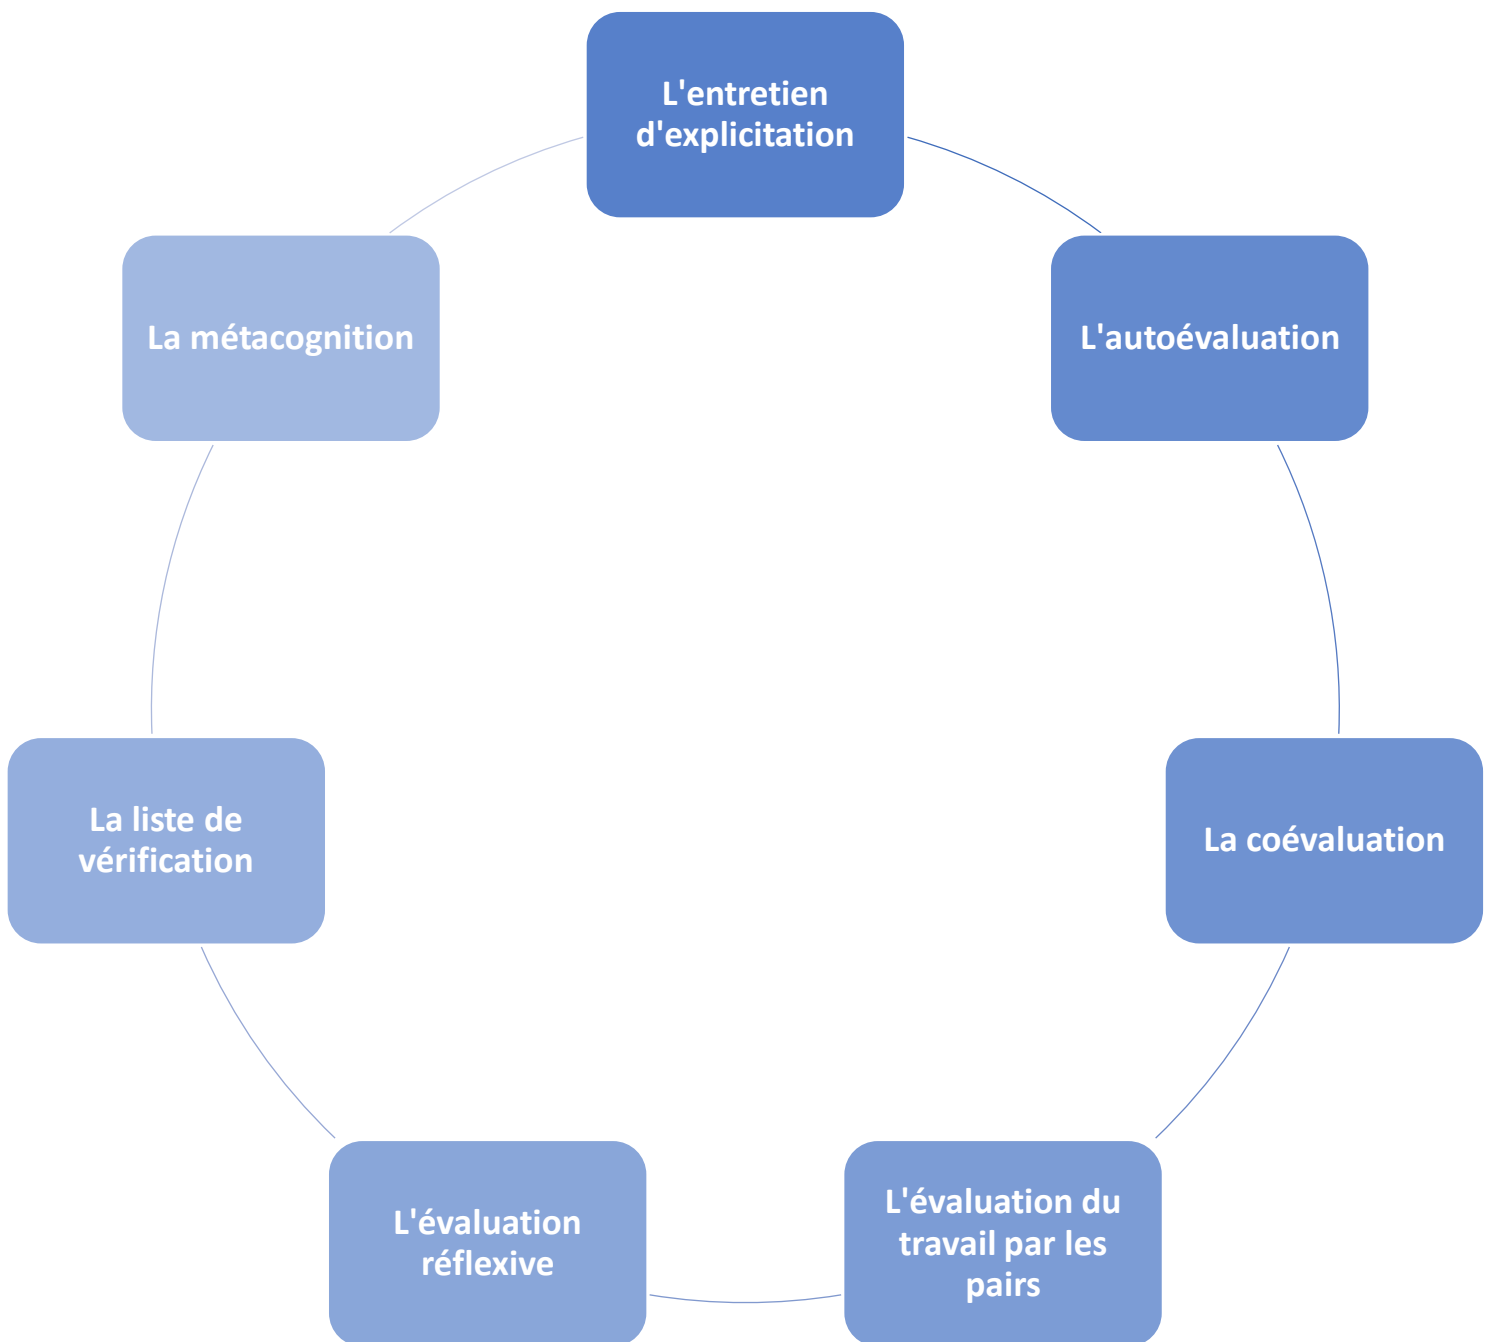 L'entretien
d'explicitation
L'autoévaluation
La coévaluation
L'évaluation du
travail par les
pairs
L'évaluation
réflexive
La liste de
vérification
La métacognition